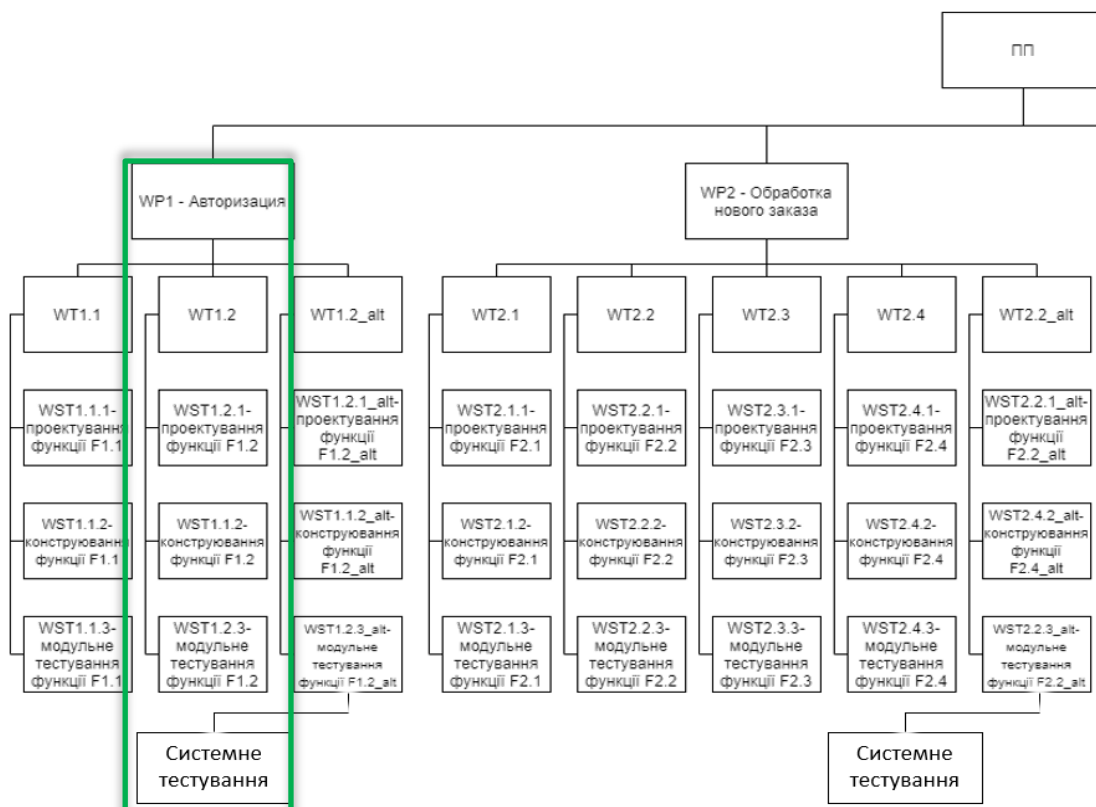 ПП
WP1 - Авторизация
WP2 - Обработка
нового заказа
WT1.1
WT1.2
WT1.2_alt
WT2.1
WT2.2
WT2.3
WT2.4
WT2.2_alt
WST1.1.1-
проектування
функції F1.1
WST1.2.1-
проектування
функції F1.2
WST1.2.1_alt-
проектування
функції
F1.2_alt
WST2.1.1-
проектування
функції F2.1
WST2.2.1-
проектування
функції F2.2
WST2.3.1-
проектування
функції F2.3
WST2.4.1-
проектування
функції F2.4
WST2.2.1_alt-
проектування
функції
F2.2_alt
WST1.1.2-
конструювання
функції F1.1
WST1.1.2-
конструювання
функції F1.2
WST1.1.2_alt-
конструювання
функції
F1.2_alt
WST2.1.2-
конструювання
функції F2.1
WST2.2.2-
конструювання
функції F2.2
WST2.3.2-
конструювання
функції F2.3
WST2.4.2-
конструювання
функції F2.4
WST2.4.2_alt-
конструювання
функції
F2.4_alt
WST1.1.3-
модульне
тестування
функції F1.1
WST1.2.3-
модульне
тестування
функції F1.2
WST1.2.3_alt-
модульне
тестування
функції F1.2_alt
WST2.1.3-
модульне
тестування
функції F2.1
WST2.2.3-
модульне
тестування
функції F2.2
WST2.3.3-
модульне
тестування
функції F2.3
WST2.4.3-
модульне
тестування
функції F2.4
WST2.2.3_alt-
модульне
тестування
функції F2.2_alt
Системне
тестування
Системне
тестування